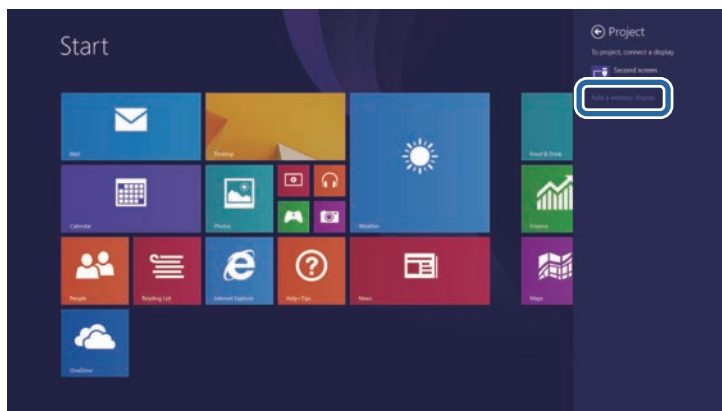 Start
Project
To project, connect a display
Second screen
Add a wireless display
Mail
Desktop
Food & Drink
Calendar
Photos
Weather
Finance
People
Reading List
Internet Explorer
Help+Tips
News
Maps
OneDrive